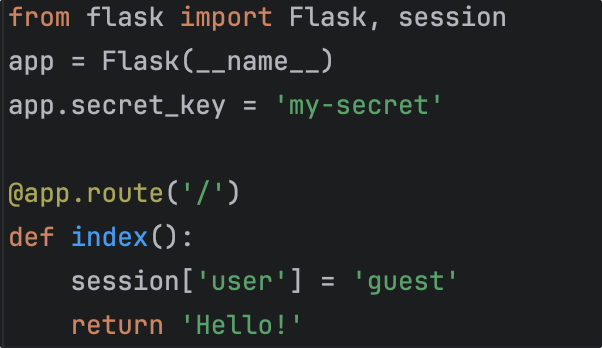 from flask import Flask, session
app = Flask(__name__)
app.secret_key = 'my-secret'

@app.route('/')
def index():
    session['user'] = 'guest'
    return 'Hello!'